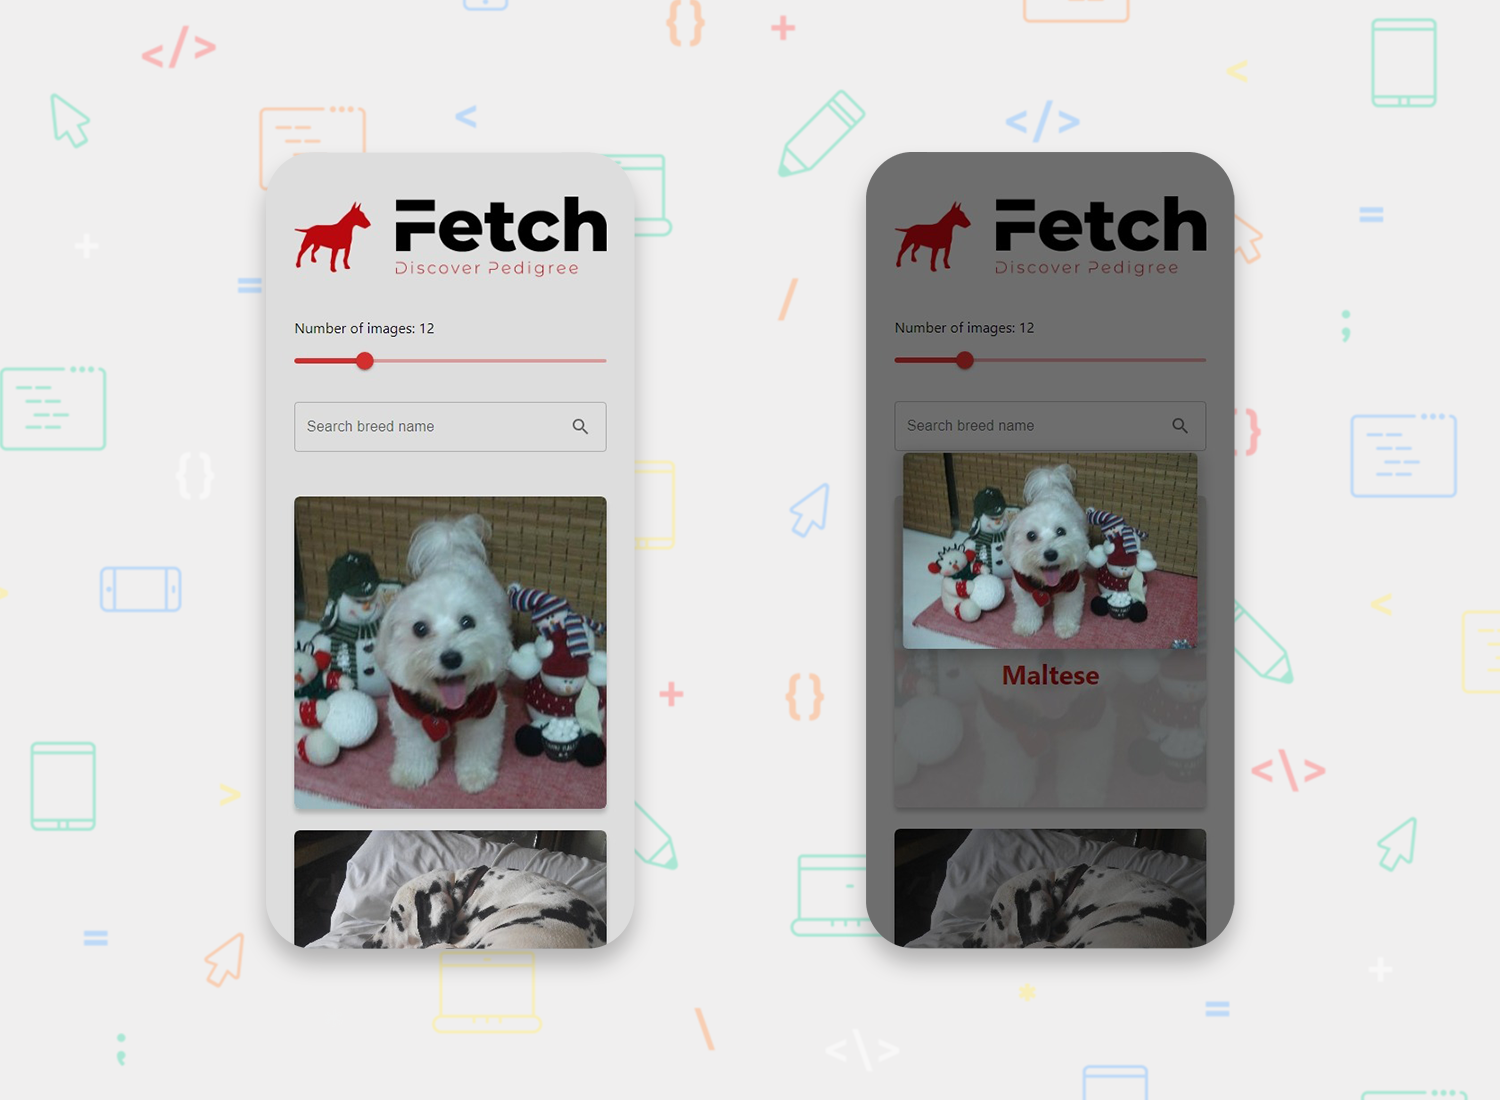 Fetch
Discover Pedigree
Number of images: 12
Search breed name
Fetch
Discover Pedigree
Number of images: 12
Search breed name
Maltese